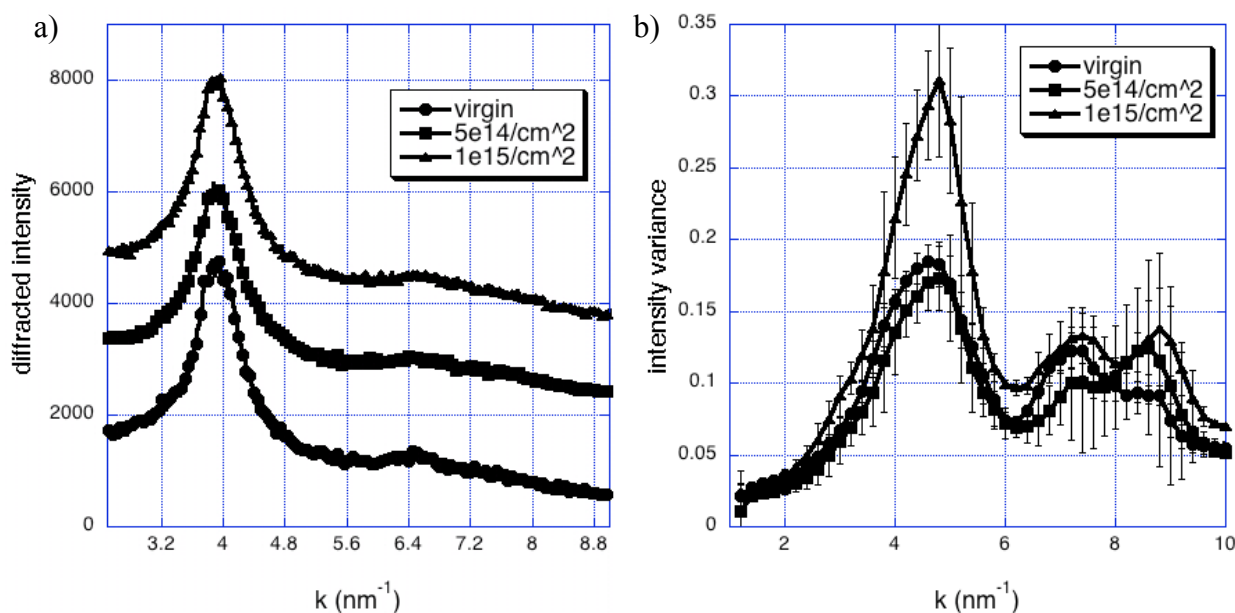 a)
8000
6000
4000
2000
0
diffracted intensity
virgin
5e14/cm^2
1e15/cm^2
3.2 4 4.8 5.6 6.4 7.2 8 8.8
k (nm⁻¹)
b)
0.35
0.3
0.25
0.2
0.15
0.1
0.05
0
intensity variance
virgin
5e14/cm^2
1e15/cm^2
2 4 6 8 10
k (nm⁻¹)